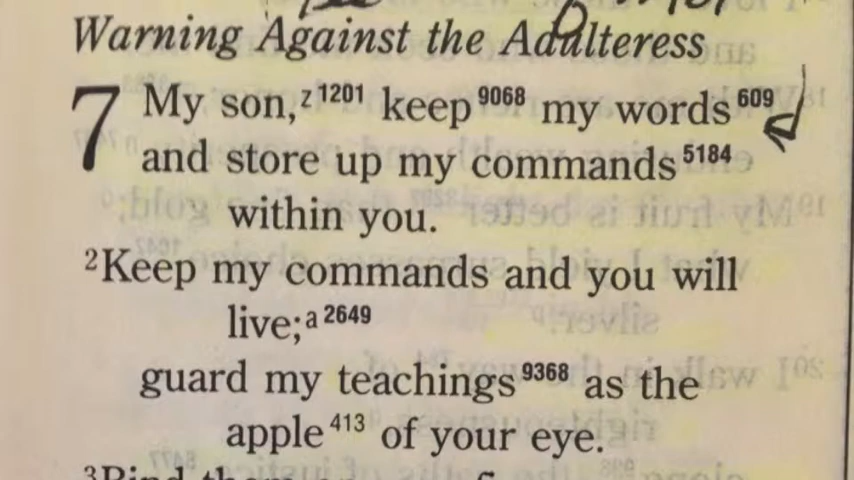 Warning Against the Adulteress
7 My son,z 1201 keep 9068 my words 609
and store up my commands 5184
within you.
2Keep my commands and you will
live;a 2649
guard my teachings 9368 as the
apple 413 of your eye.